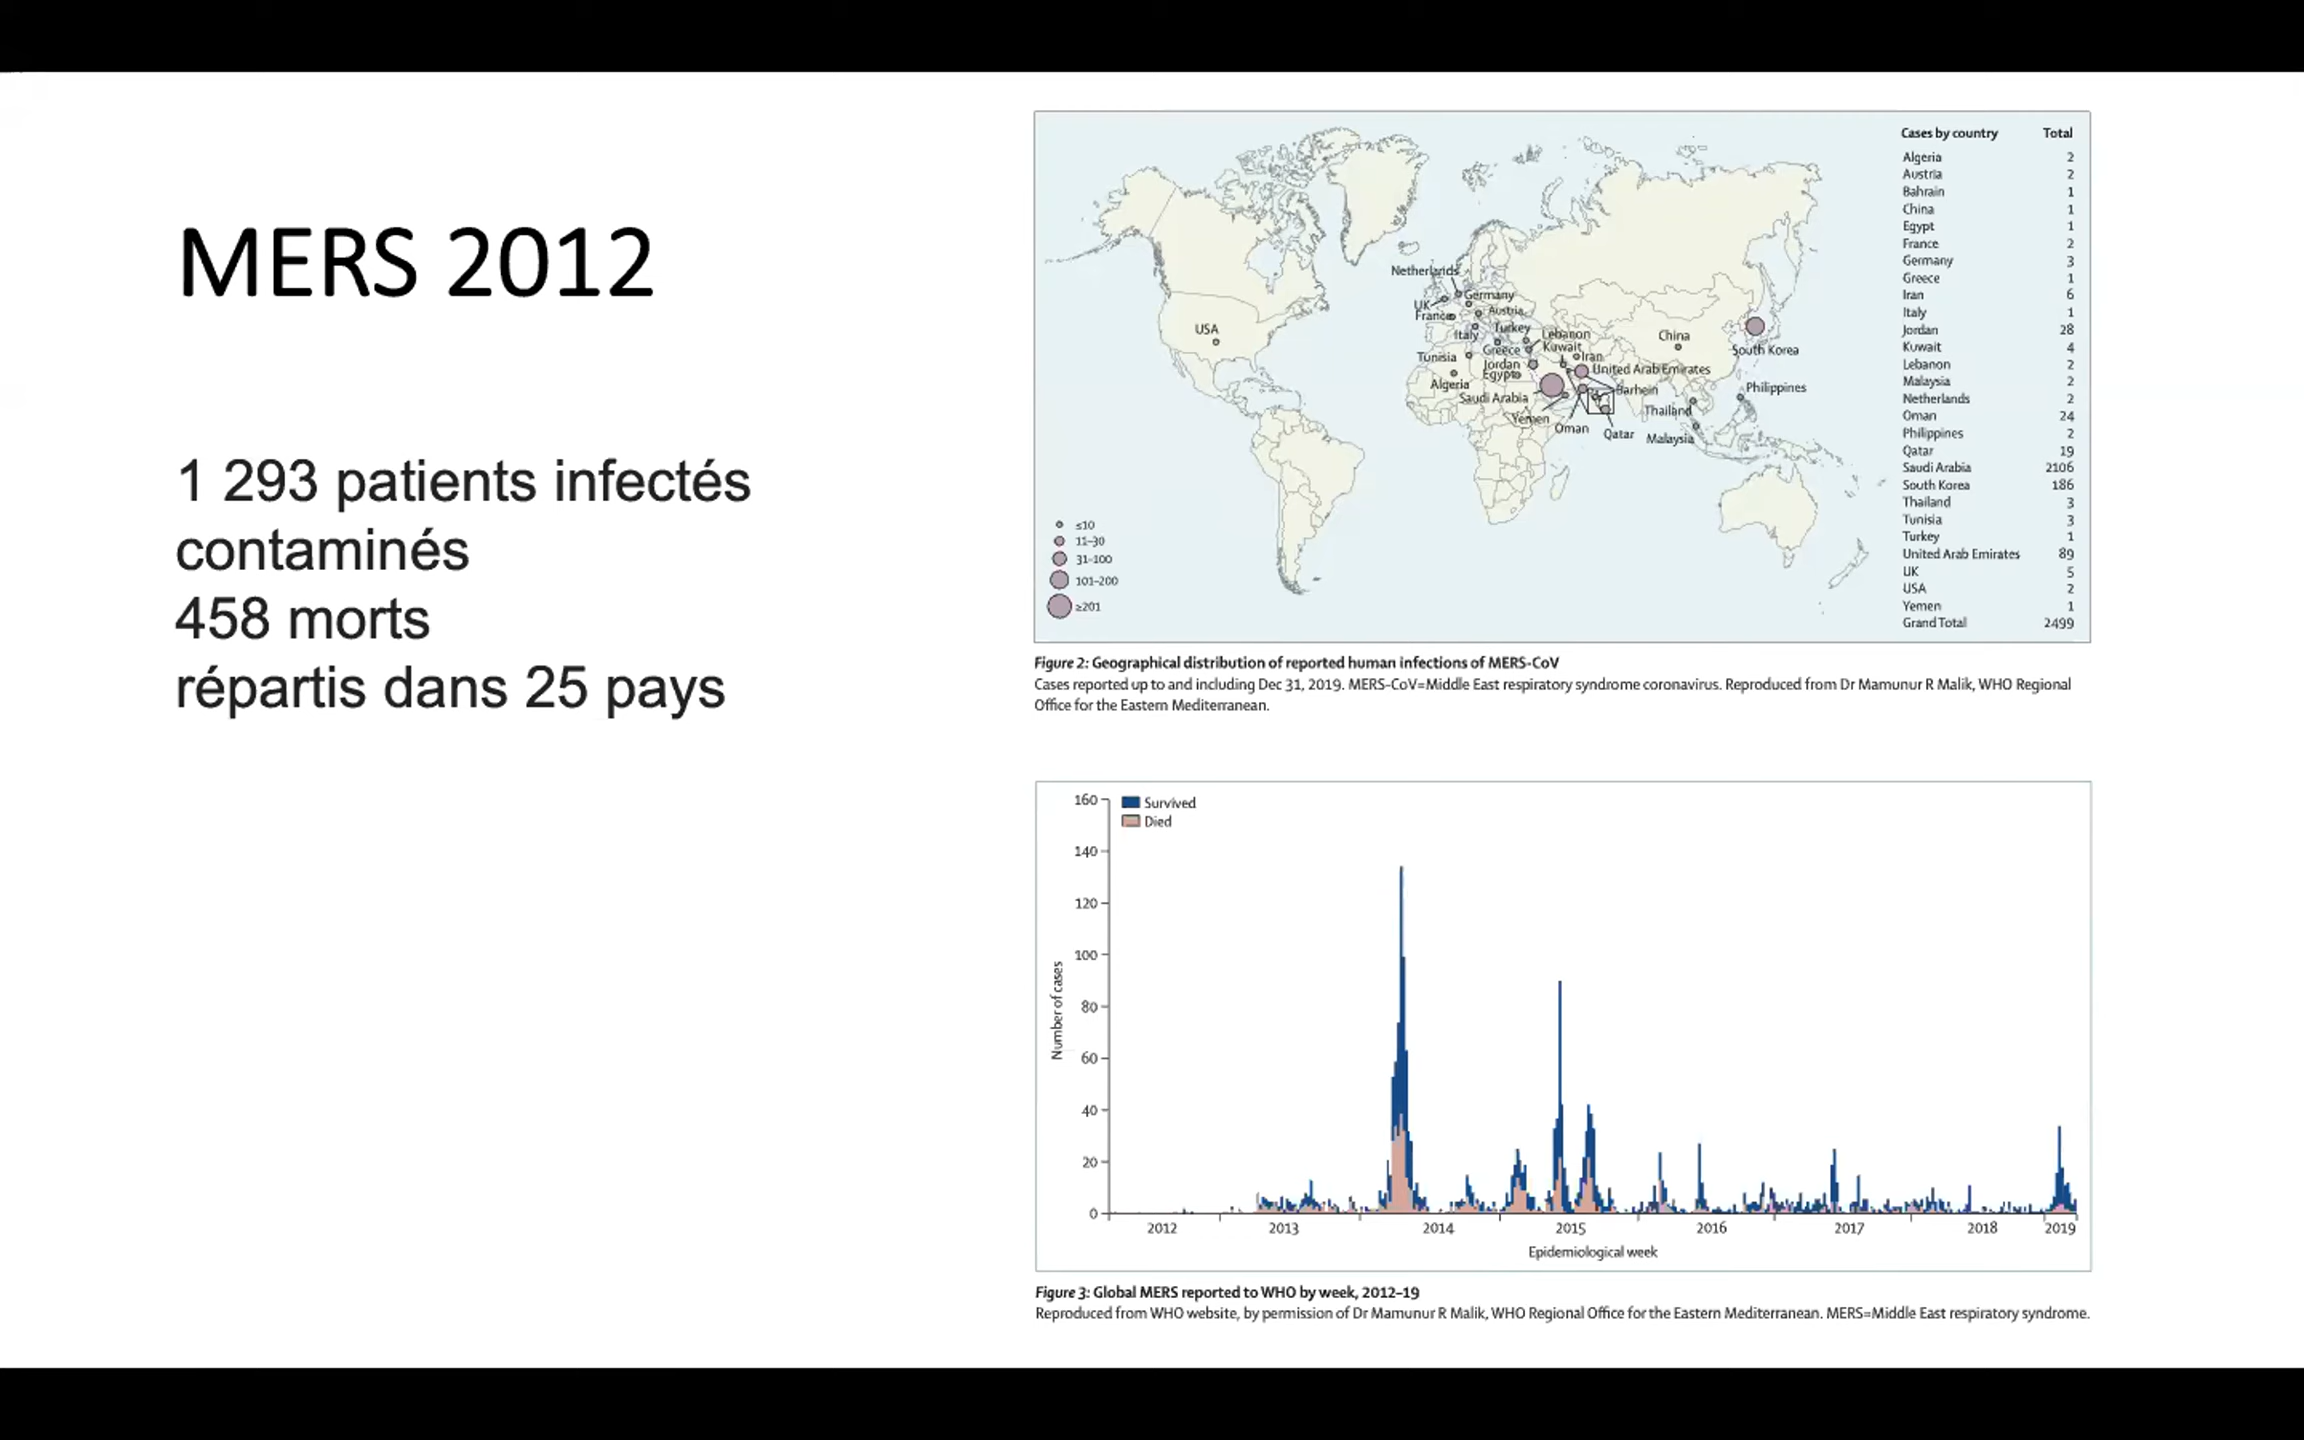 MERS 2012
1 293 patients infectés
contaminés
458 morts
répartis dans 25 pays
Cases by country Total
Algeria 2
Austria 2
Bahrain 1
China 1
Egypt 1
France 2
Germany 3
Greece 1
Iran 6
Italy 1
Jordan 28
Kuwait 4
Lebanon 2
Malaysia 2
Netherlands 2
Oman 24
Philippines 2
Qatar 19
Saudi Arabia 2106
South Korea 186
Thailand 3
Tunisia 3
Turkey 1
United Arab Emirates 89
UK 5
USA 2
Yemen 1
Grand Total 2499
Netherlands
Germany
UK
France
Austria
USA
Italy
Turkey
Lebanon
China
Greece
Kuwait
South Korea
Tunisia
Iran
Jordan
United Arab Emirates
Egypt
Algeria
Barhein
Philippines
Saudi Arabia
Thailand
Yemen
Oman
Qatar
Malaysia
≤10
11–30
31–100
101–200
≥201
Figure 2: Geographical distribution of reported human infections of MERS-CoV
Cases reported up to and including Dec 31, 2019. MERS-CoV=Middle East respiratory syndrome coronavirus. Reproduced from Dr Mamunur R Malik, WHO Regional
Office for the Eastern Mediterranean.
Survived
Died
160
140
120
100
80
60
40
20
0
Number of cases
2012 2013 2014 2015 2016 2017 2018 2019
Epidemiological week
Figure 3: Global MERS reported to WHO by week, 2012–19
Reproduced from WHO website, by permission of Dr Mamunur R Malik, WHO Regional Office for the Eastern Mediterranean. MERS=Middle East respiratory syndrome.